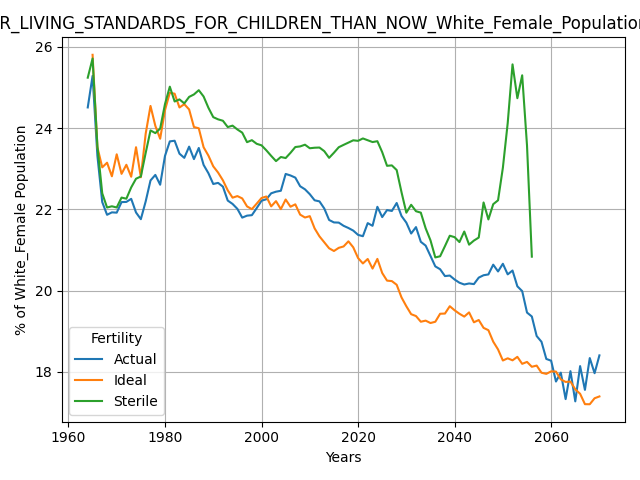 R_LIVING_STANDARDS_FOR_CHILDREN_THAN_NOW_White_Female_Population
26
24
22
20
18
% of White_Female Population
Fertility
Actual
Ideal
Sterile
1960
1980
2000
2020
2040
2060
Years